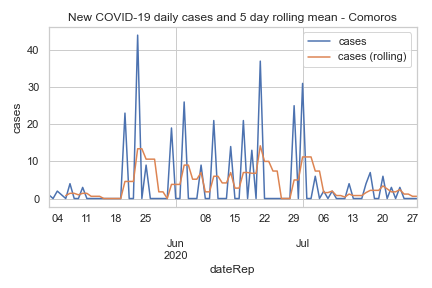 New COVID-19 daily cases and 5 day rolling mean - Comoros
cases
cases (rolling)
cases
40
30
20
10
0
04 11 18 25 08 15 22 29 06 13 20 27
Jun Jul
2020
dateRep